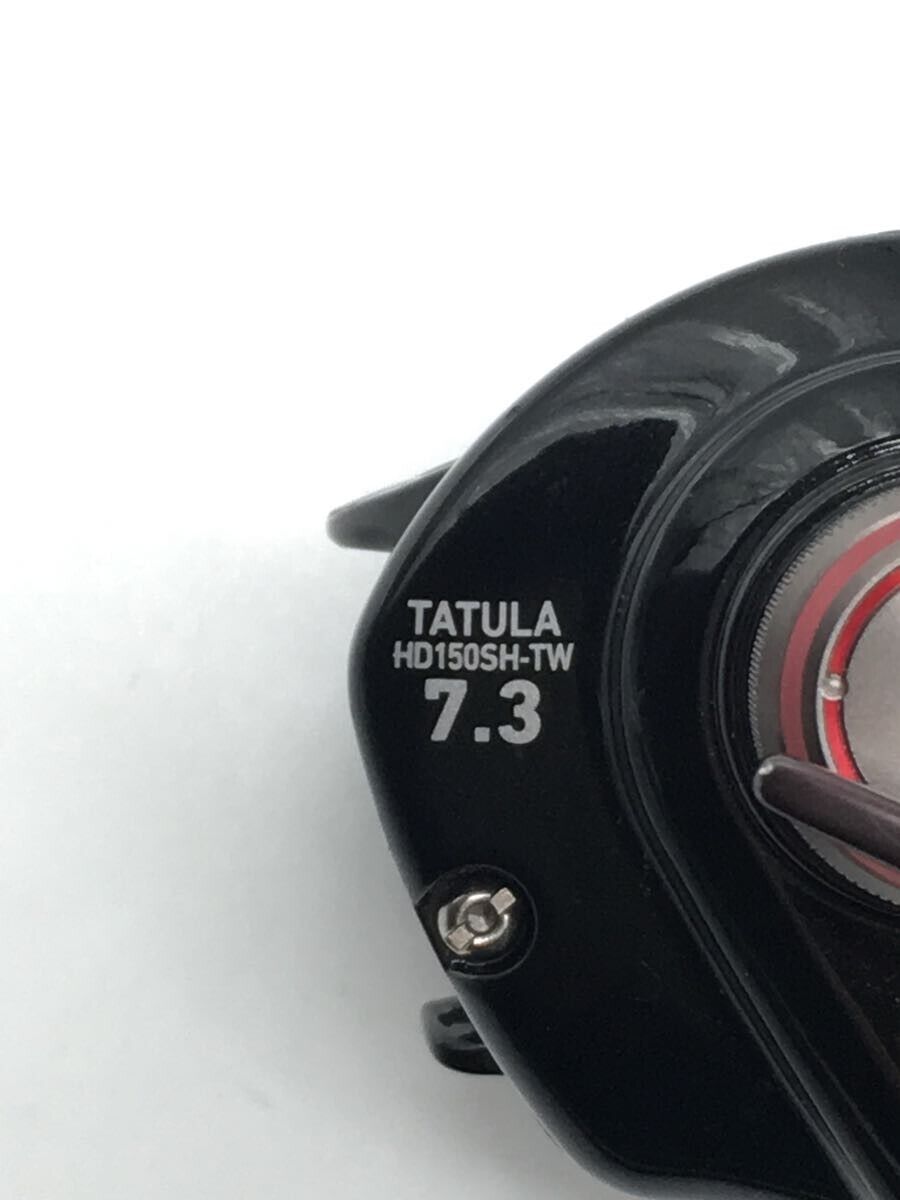 TATULA
HD150SH-TW
7.3